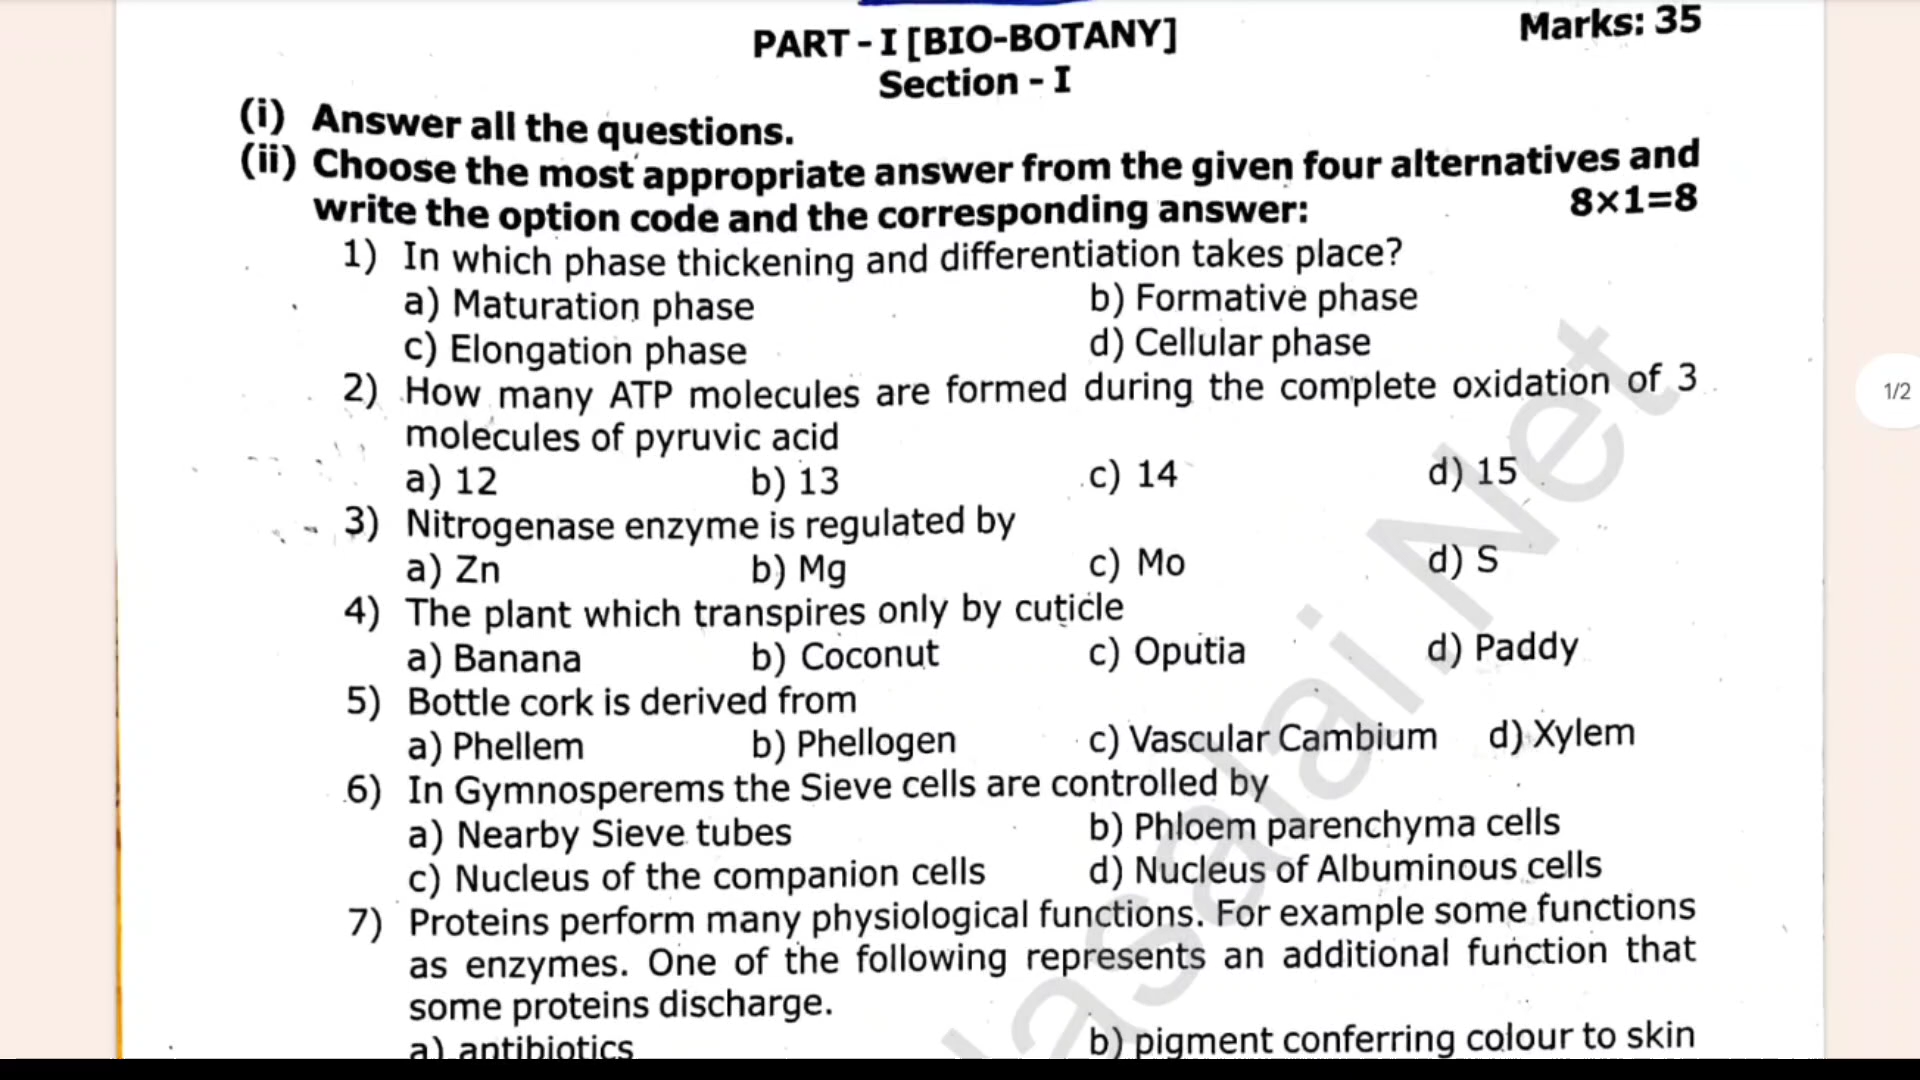 PART - I [BIO-BOTANY]
Marks: 35
Section - I
(i) Answer all the questions.
(ii) Choose the most appropriate answer from the given four alternatives and
write the option code and the corresponding answer: 8×1=8
1) In which phase thickening and differentiation takes place?
a) Maturation phase b) Formative phase
c) Elongation phase d) Cellular phase
2) How many ATP molecules are formed during the complete oxidation of 3
molecules of pyruvic acid
a) 12 b) 13 c) 14 d) 15
3) Nitrogenase enzyme is regulated by
a) Zn b) Mg c) Mo d) S
4) The plant which transpires only by cuticle
a) Banana b) Coconut c) Oputia d) Paddy
5) Bottle cork is derived from
a) Phellem b) Phellogen c) Vascular Cambium d) Xylem
6) In Gymnosperems the Sieve cells are controlled by
a) Nearby Sieve tubes b) Phloem parenchyma cells
c) Nucleus of the companion cells d) Nucleus of Albuminous cells
7) Proteins perform many physiological functions. For example some functions
as enzymes. One of the following represents an additional function that
some proteins discharge.
a) antibiotics b) pigment conferring colour to skin
1/2
asalai.Net